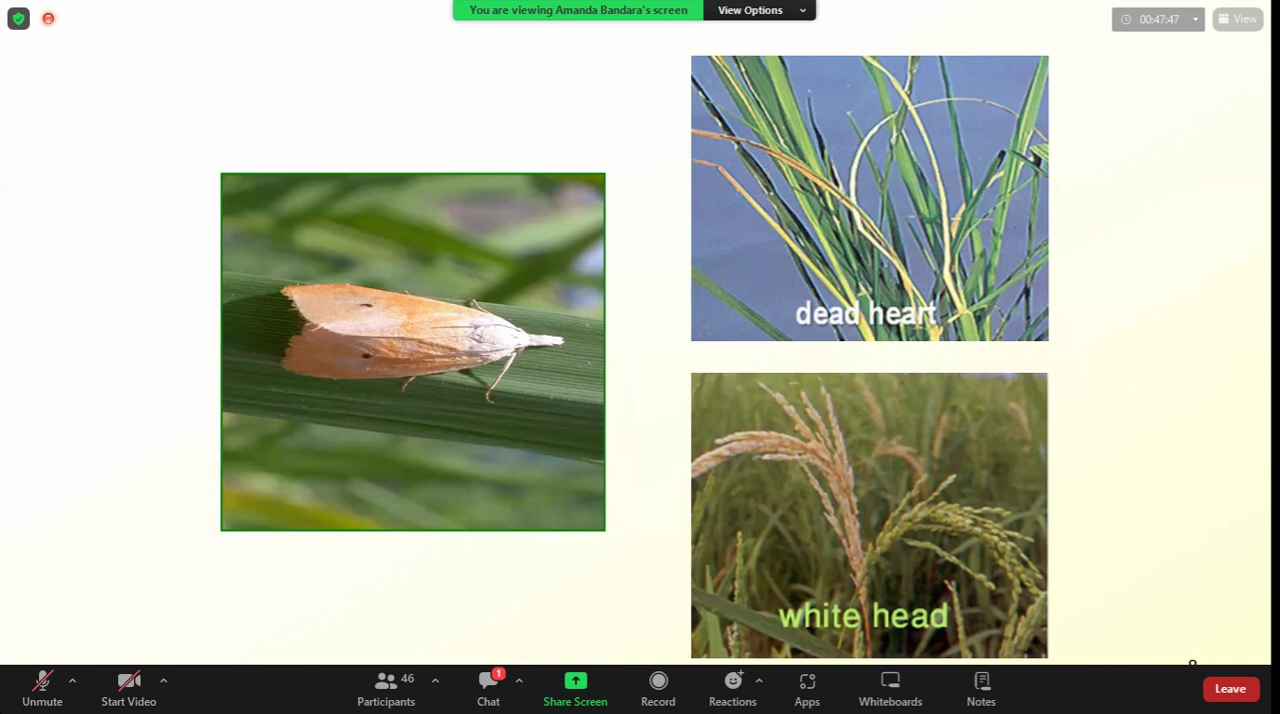 You are viewing Amanda Bandara's screen
View Options
00:47:47
View
dead heart
white head
Unmute
Start Video
46
Participants
1
Chat
Share Screen
Record
Reactions
Apps
Whiteboards
Notes
Leave